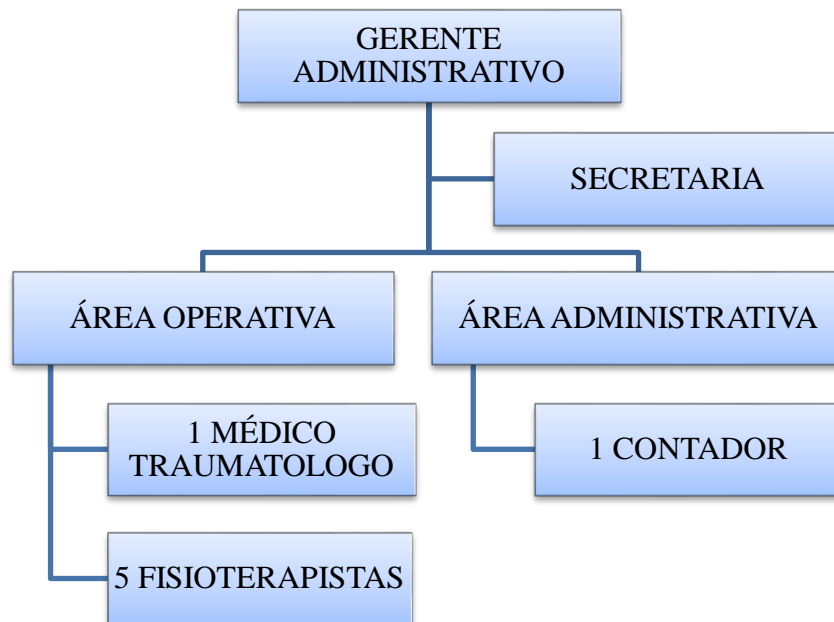 GERENTE
ADMINISTRATIVO
SECRETARIA
ÁREA OPERATIVA
ÁREA ADMINISTRATIVA
1 MÉDICO
TRAUMATOLOGO
1 CONTADOR
5 FISIOTERAPISTAS